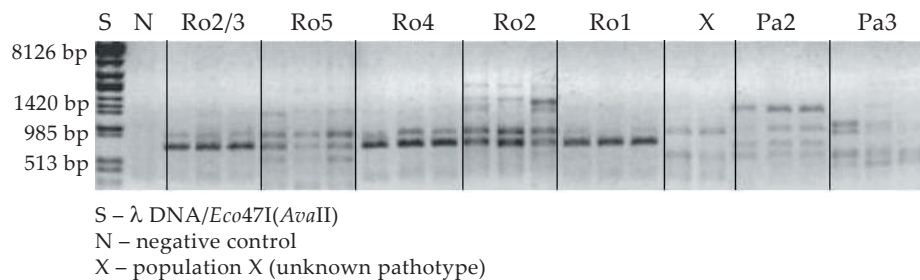 S N Ro2/3 Ro5 Ro4 Ro2 Ro1 X Pa2 Pa3
8126 bp
1420 bp
985 bp
513 bp
S – λ DNA/Eco47I(AvaII)
N – negative control
X – population X (unknown pathotype)